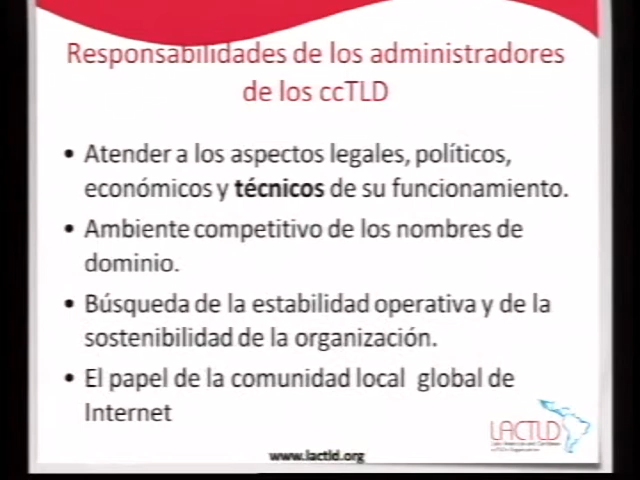 Responsabilidades de los administradores
de los ccTLD
• Atender a los aspectos legales, políticos,
económicos y técnicos de su funcionamiento.
• Ambiente competitivo de los nombres de
dominio.
• Búsqueda de la estabilidad operativa y de la
sostenibilidad de la organización.
• El papel de la comunidad local global de
Internet
LACTLD
www.lactld.org